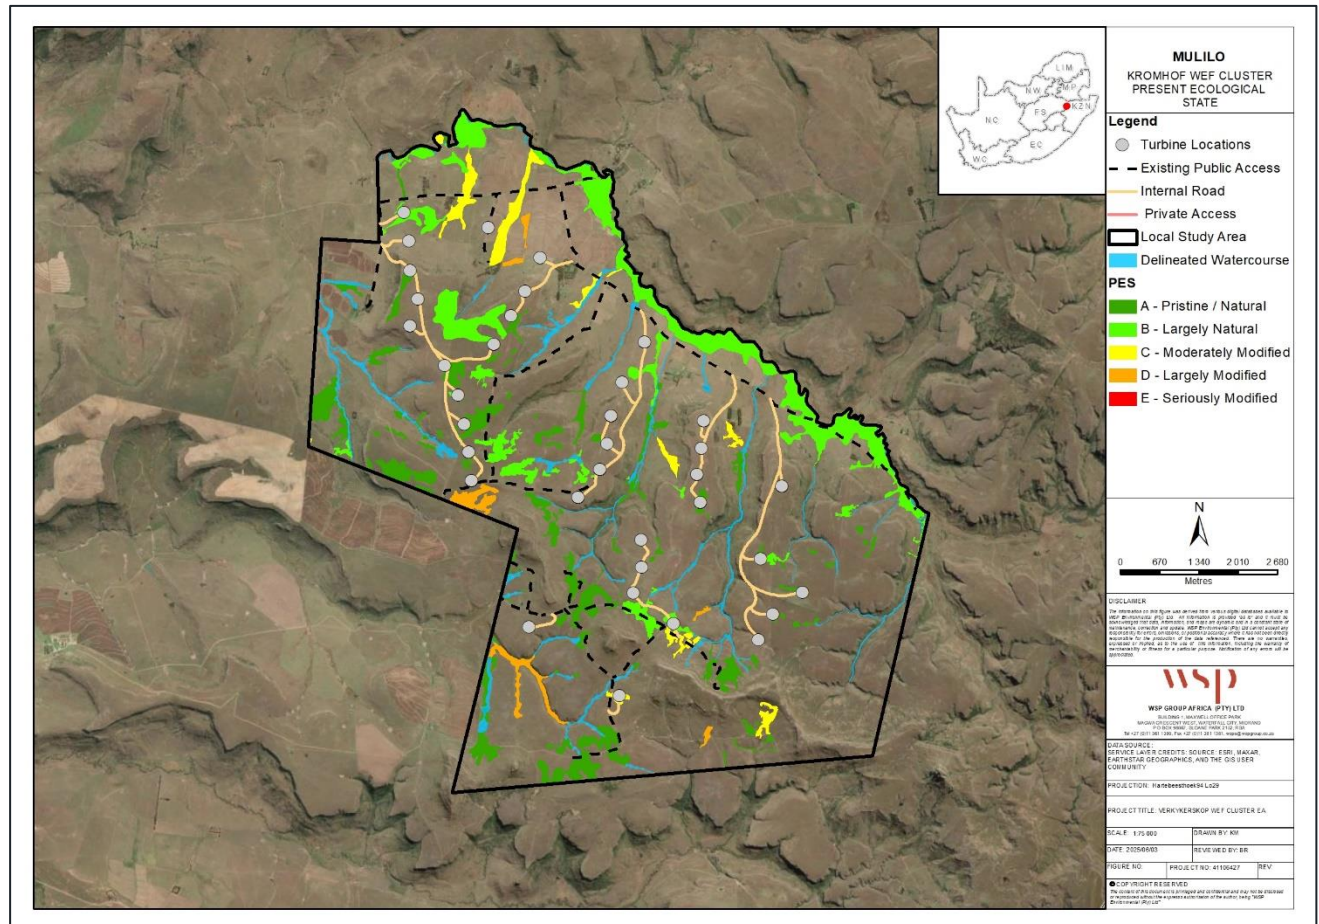 LIM
N.W
M.P
FS
KZN
N.C
E.C
W.C
MULILO
KROMHOF WEF CLUSTER
PRESENT ECOLOGICAL
STATE
Legend
Turbine Locations
Existing Public Access
Internal Road
Private Access
Local Study Area
Delineated Watercourse
PES
A - Pristine / Natural
B - Largely Natural
C - Moderately Modified
D - Largely Modified
E - Seriously Modified
N
0 670 1 340 2 010 2 680
Metres
DISCLAIMER
wsp
WSP GROUP AFRICA (PTY) LTD
DATA SOURCE:
SERVICE LAYER CREDITS: SOURCE: ESRI, MAXAR,
EARTHSTAR GEOGRAPHICS, AND THE GIS USER
COMMUNITY
PROJECTION: Hartebeesthoek94 Lo29
PROJECT TITLE: VERKYKERSKOP WEF CLUSTER EA
SCALE: 1:75 000
DRAWN BY: KM
DATE: 2025/06/03
REVIEWED BY: BR
FIGURE NO:
PROJECT NO: 41106427
REV:
© COPYRIGHT RESERVED